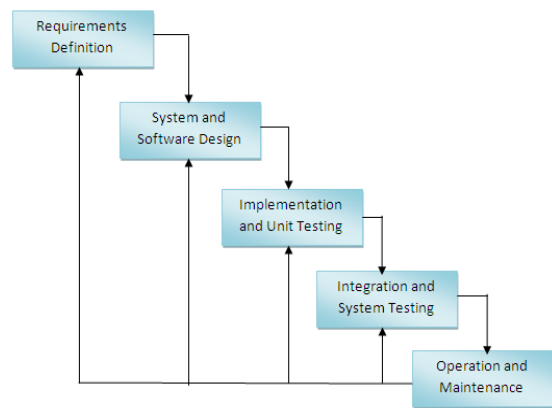 Requirements
Definition
System and
Software Design
Implementation
and Unit Testing
Integration and
System Testing
Operation and
Maintenance